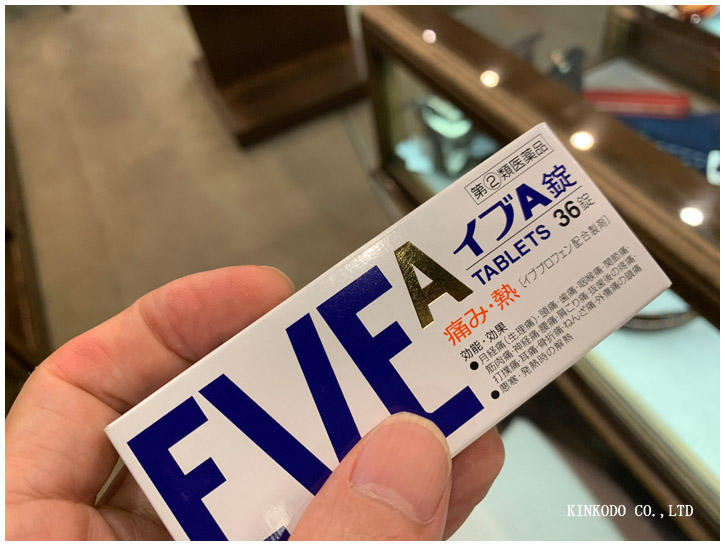 第②類医薬品
イブA錠
TABLETS 36錠
[イブプロフェン配合製剤]
EVE A
痛み・熱
効能・効果
●月経痛(生理痛)・頭痛・歯痛・咽喉痛・関節痛・
筋肉痛・神経痛・腰痛・肩こり痛・抜歯後の疼痛・
打撲痛・耳痛・骨折痛・ねんざ痛・外傷痛の鎮痛
●悪寒・発熱時の解熱
KINKODO CO.,LTD